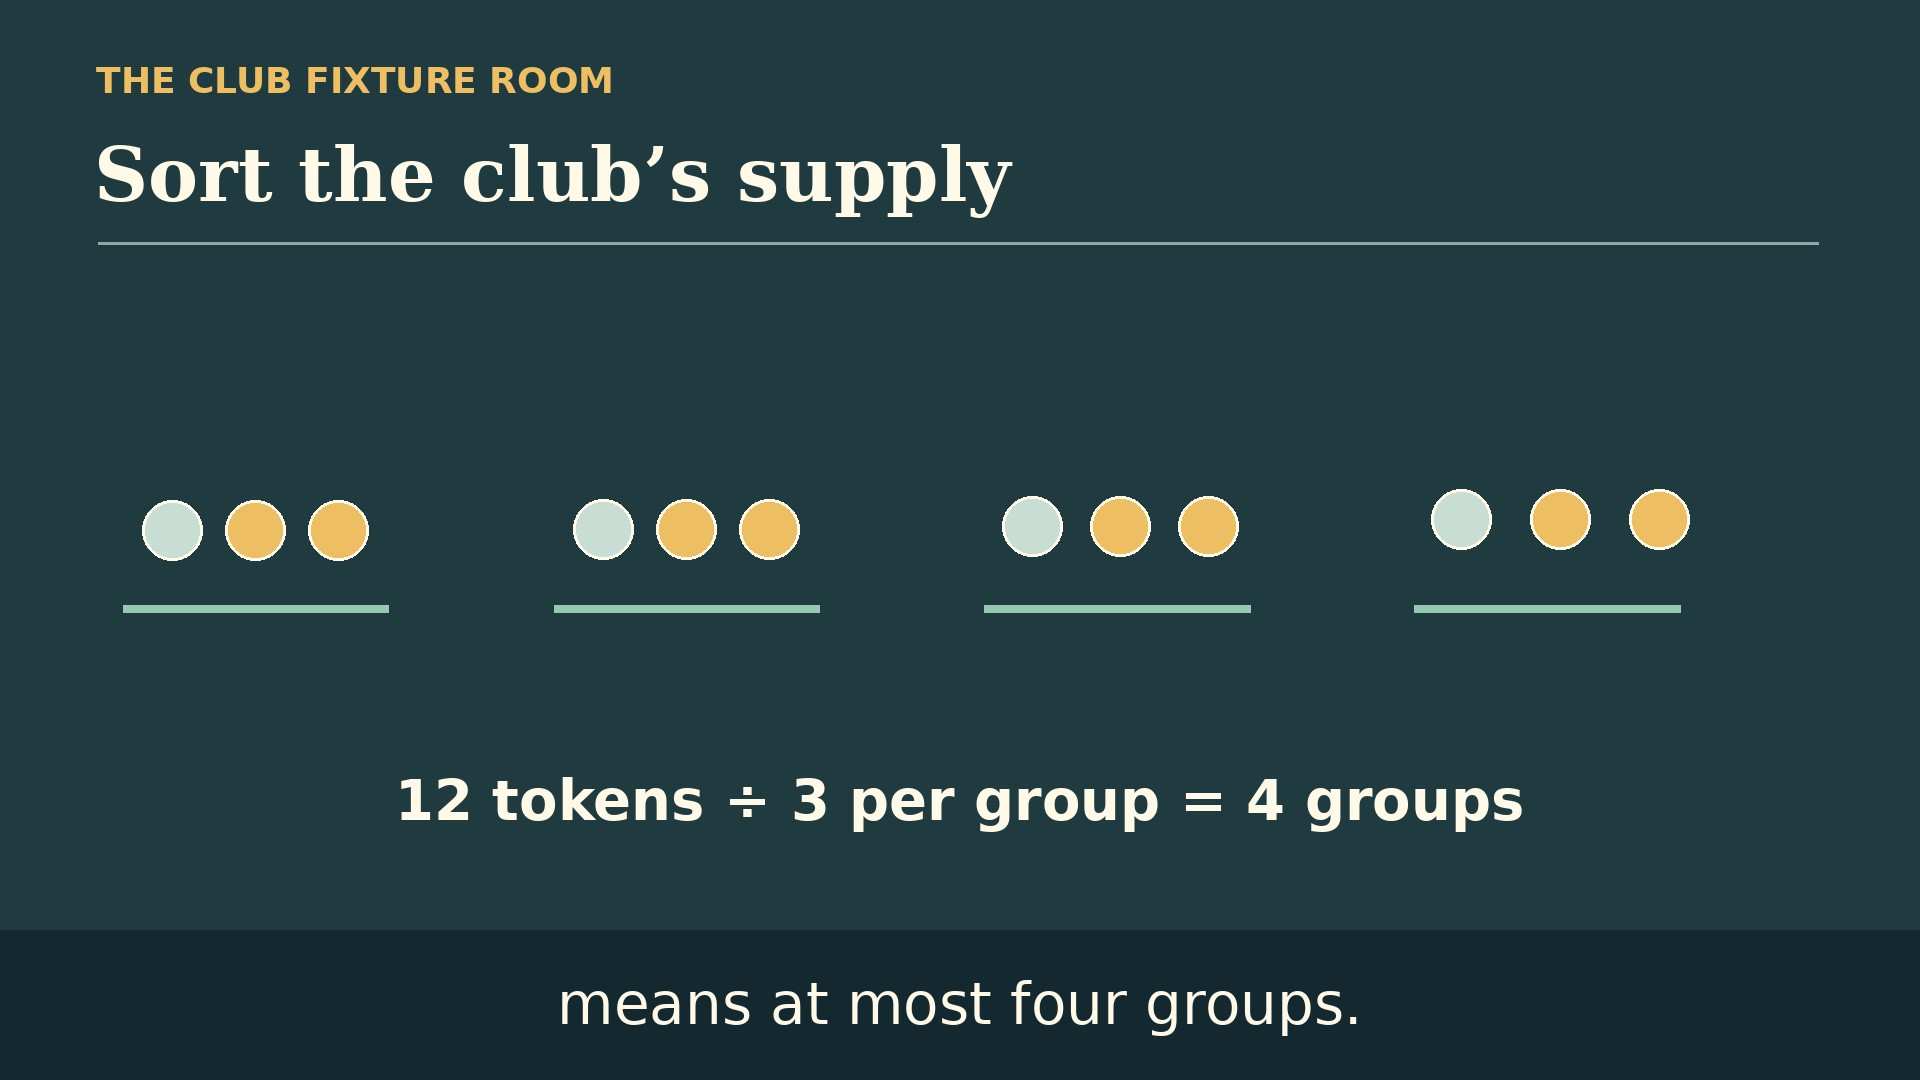 THE CLUB FIXTURE ROOM
Sort the club’s supply
12 tokens ÷ 3 per group = 4 groups
means at most four groups.